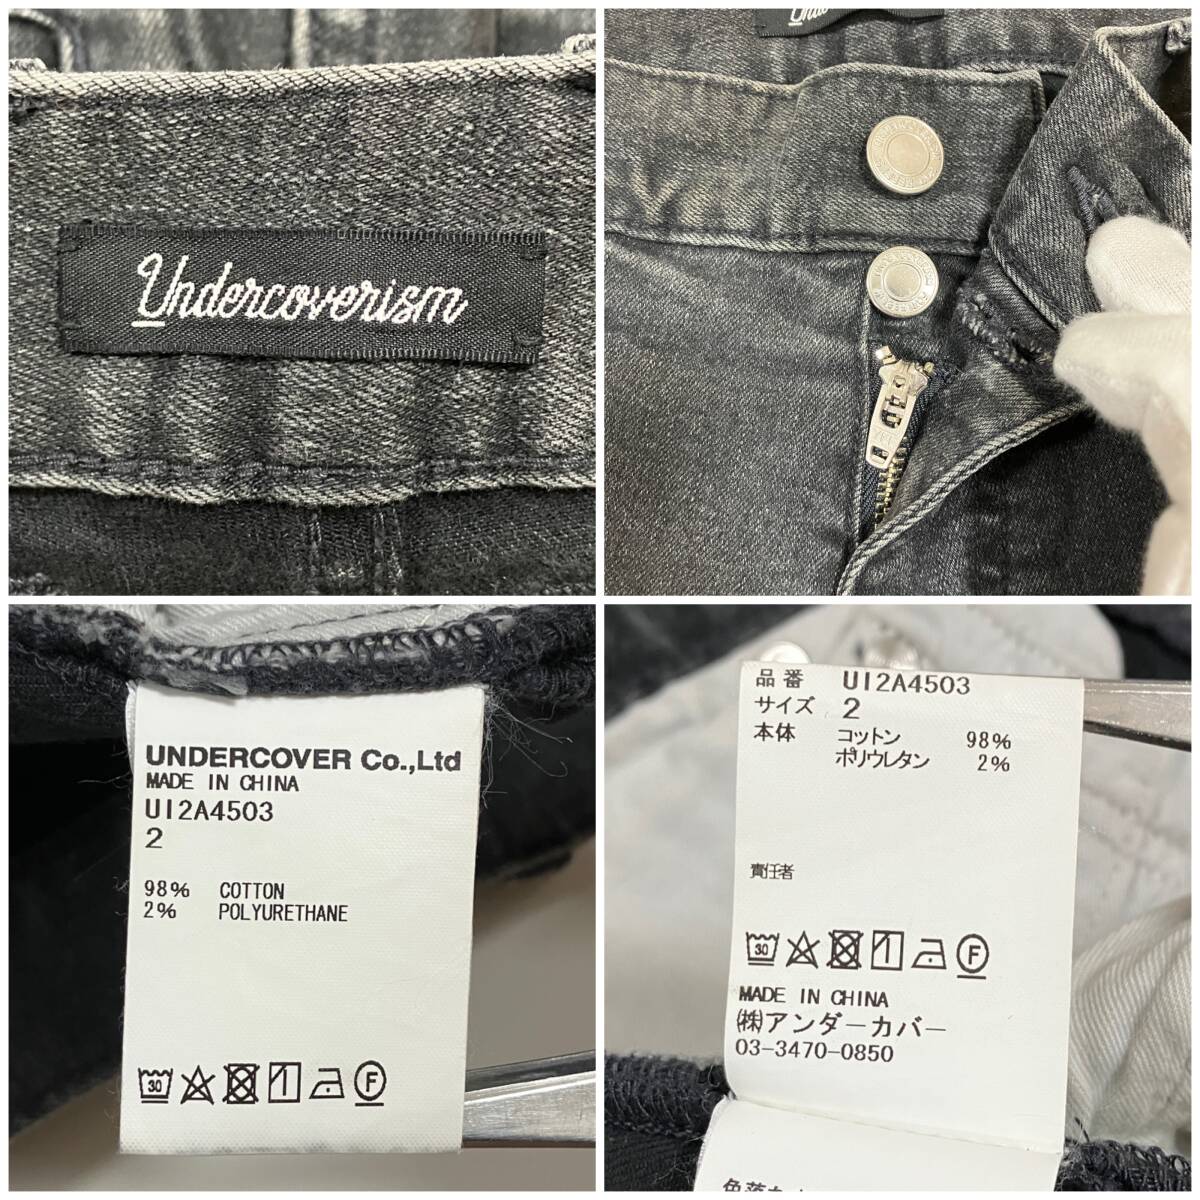 Undercoverism
UNDERCOVER Co.,Ltd
MADE IN CHINA
UI2A4503
2
98% COTTON
2% POLYURETHANE
30
F
品番 UI2A4503
サイズ 2
本体 コットン 98%
ポリウレタン 2%
責任者
30
F
MADE IN CHINA
㈱アンダーカバー
03-3470-0850